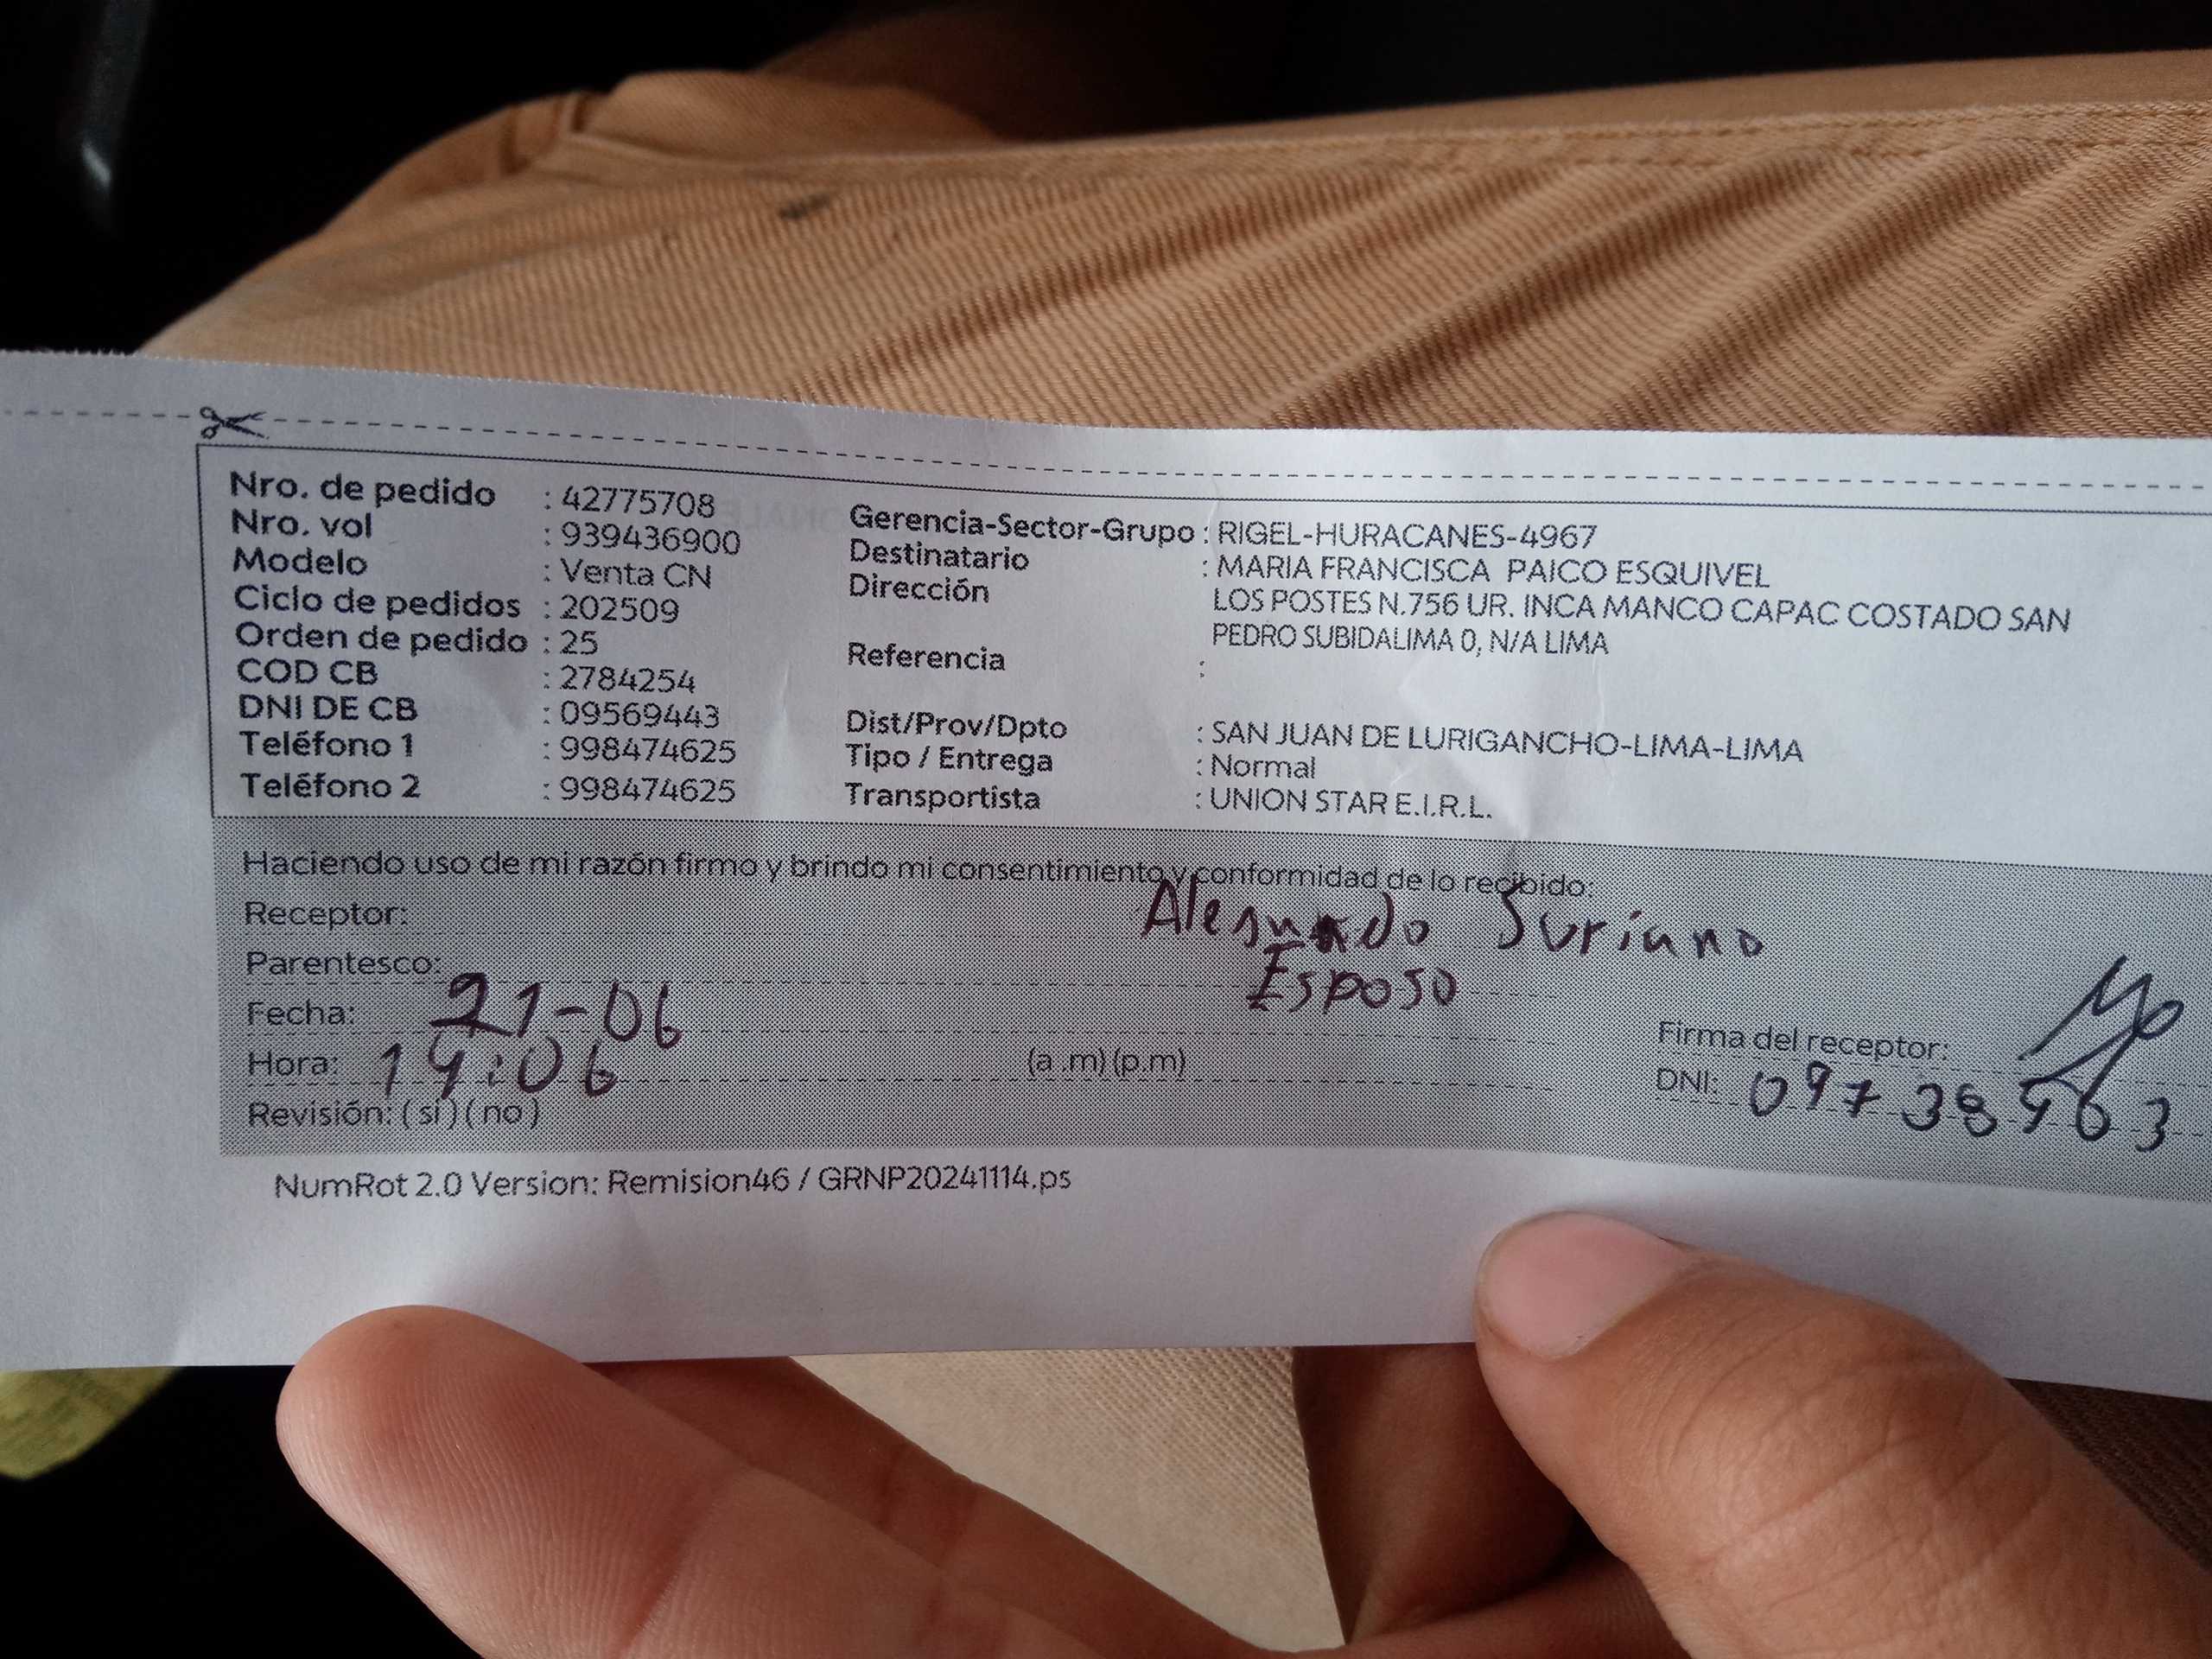 Nro. de pedido : 42775708
Nro. vol : 939436900
Modelo : Venta CN
Ciclo de pedidos : 202509
Orden de pedido : 25
COD CB : 2784254
DNI DE CB : 09569443
Teléfono 1 : 998474625
Teléfono 2 : 998474625
Gerencia-Sector-Grupo : RIGEL-HURACANES-4967
Destinatario : MARIA FRANCISCA PAICO ESQUIVEL
Dirección LOS POSTES N.756 UR. INCA MANCO CAPAC COSTADO SAN
PEDRO SUBIDALIMA 0, N/A LIMA
Referencia :
Dist/Prov/Dpto : SAN JUAN DE LURIGANCHO-LIMA-LIMA
Tipo / Entrega : Normal
Transportista : UNION STAR E.I.R.L.
Haciendo uso de mi razón firmo y brindo mi consentimiento y conformidad de lo recibido:
Receptor: Suriano
Parentesco: Esposo
Fecha: 21-06
Hora: 14:06 (a .m) (p.m)
Revisión: ( si ) ( no )
Firma del receptor:
DNI:
NumRot 2.0 Version: Remision46 / GRNP20241114.ps